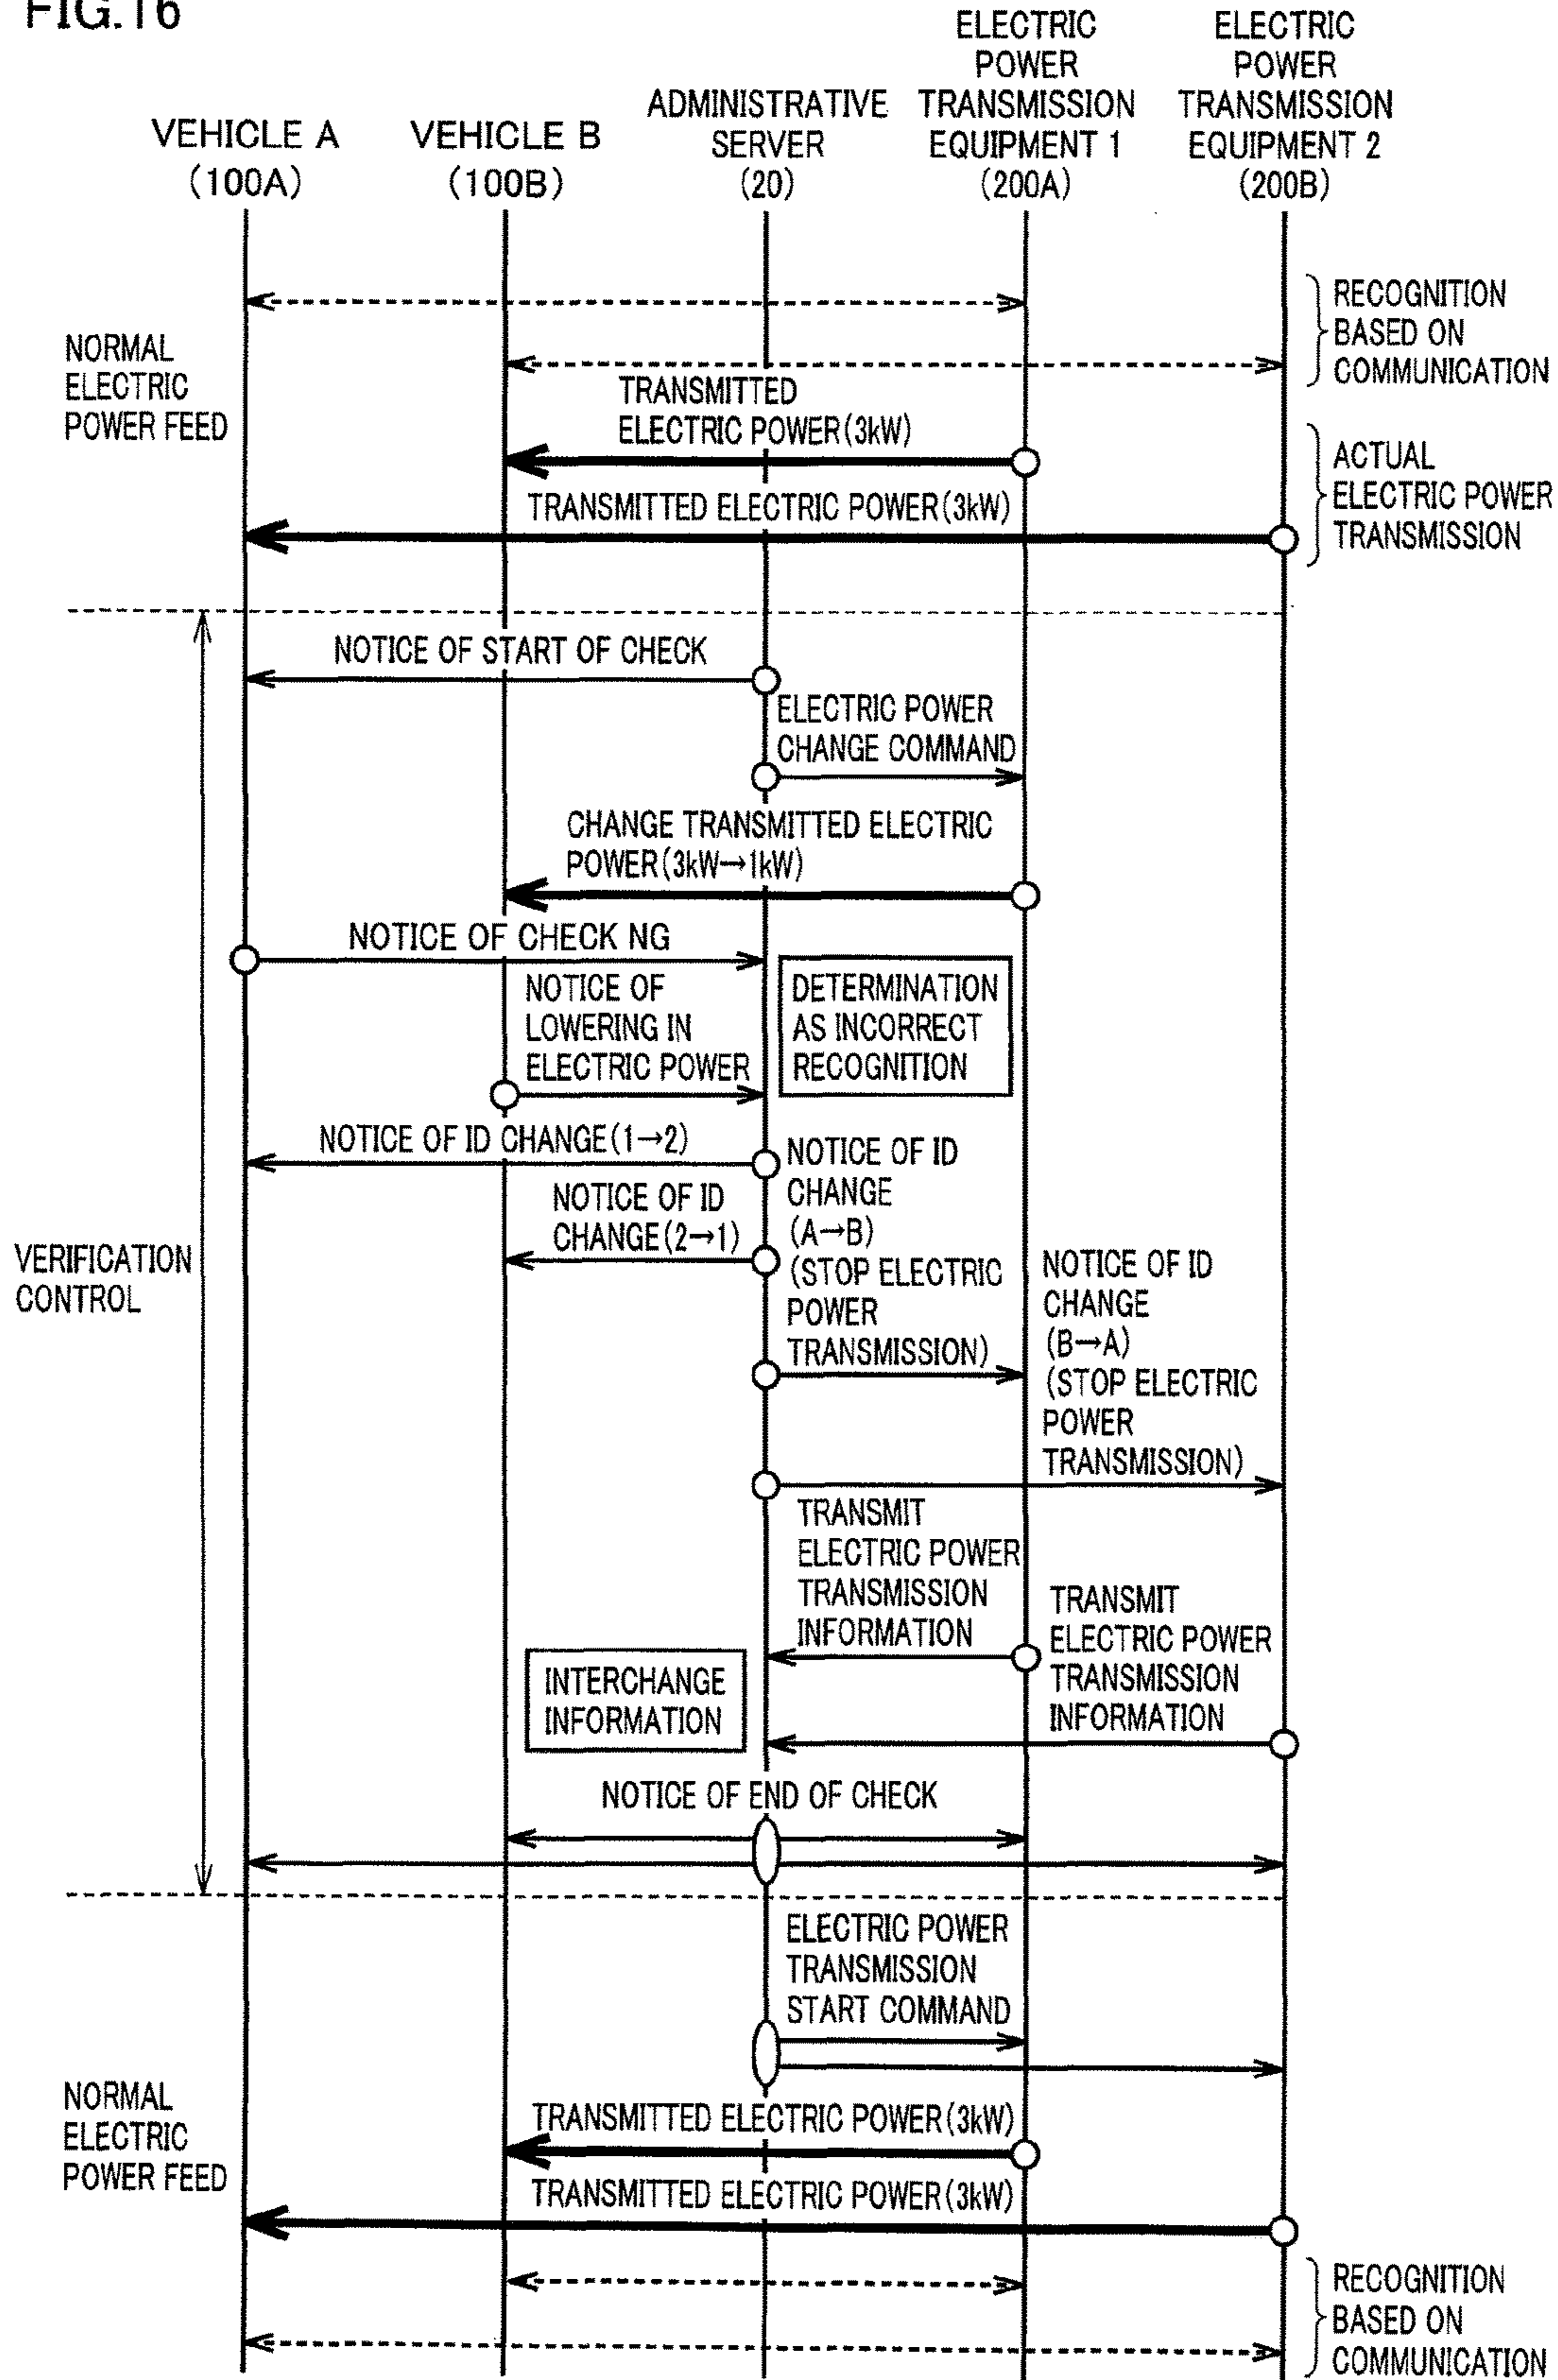 FIG.16
VEHICLE A
(100A)
VEHICLE B
(100B)
ADMINISTRATIVE
SERVER
(20)
ELECTRIC
POWER
TRANSMISSION
EQUIPMENT 1
(200A)
ELECTRIC
POWER
TRANSMISSION
EQUIPMENT 2
(200B)
NORMAL
ELECTRIC
POWER FEED
RECOGNITION
BASED ON
COMMUNICATION
TRANSMITTED
ELECTRIC POWER(3kW)
TRANSMITTED ELECTRIC POWER(3kW)
ACTUAL
ELECTRIC POWER
TRANSMISSION
NOTICE OF START OF CHECK
ELECTRIC POWER
CHANGE COMMAND
CHANGE TRANSMITTED ELECTRIC
POWER(3kW→1kW)
NOTICE OF CHECK NG
NOTICE OF
LOWERING IN
ELECTRIC POWER
DETERMINATION
AS INCORRECT
RECOGNITION
NOTICE OF ID CHANGE(1→2)
NOTICE OF ID
CHANGE(2→1)
NOTICE OF ID
CHANGE
(A→B)
(STOP ELECTRIC
POWER
TRANSMISSION)
VERIFICATION
CONTROL
NOTICE OF ID
CHANGE
(B→A)
(STOP ELECTRIC
POWER
TRANSMISSION)
TRANSMIT
ELECTRIC POWER
TRANSMISSION
INFORMATION
TRANSMIT
ELECTRIC POWER
TRANSMISSION
INFORMATION
INTERCHANGE
INFORMATION
NOTICE OF END OF CHECK
ELECTRIC POWER
TRANSMISSION
START COMMAND
NORMAL
ELECTRIC
POWER FEED
TRANSMITTED ELECTRIC POWER(3kW)
TRANSMITTED ELECTRIC POWER(3kW)
RECOGNITION
BASED ON
COMMUNICATION